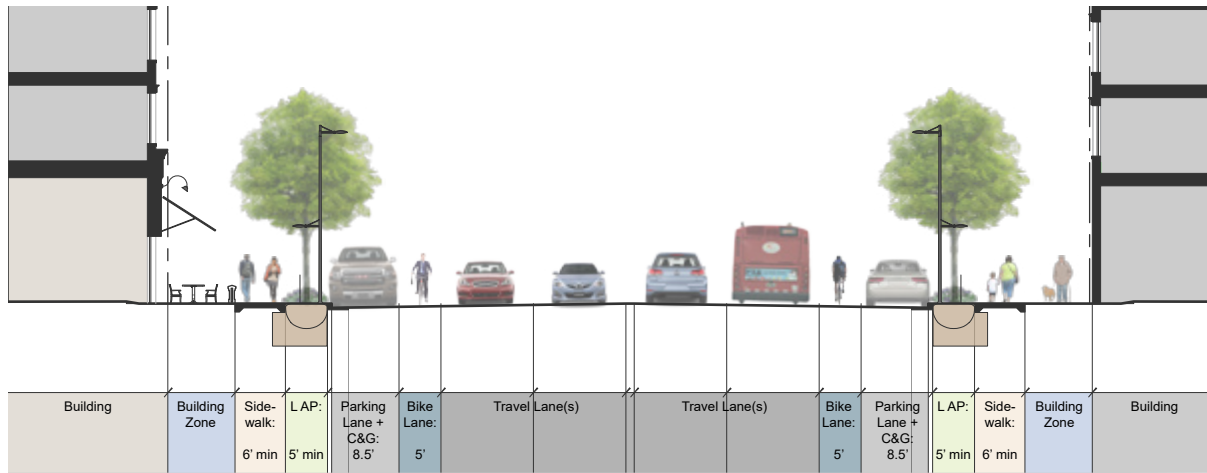 Building
Building
Zone
Side-
walk:
6' min
L AP:
5' min
Parking
Lane +
C&G:
8.5'
Bike
Lane:
5'
Travel Lane(s)
Travel Lane(s)
Bike
Lane:
5'
Parking
Lane +
C&G:
8.5'
L AP:
5' min
Side-
walk:
6' min
Building
Zone
Building